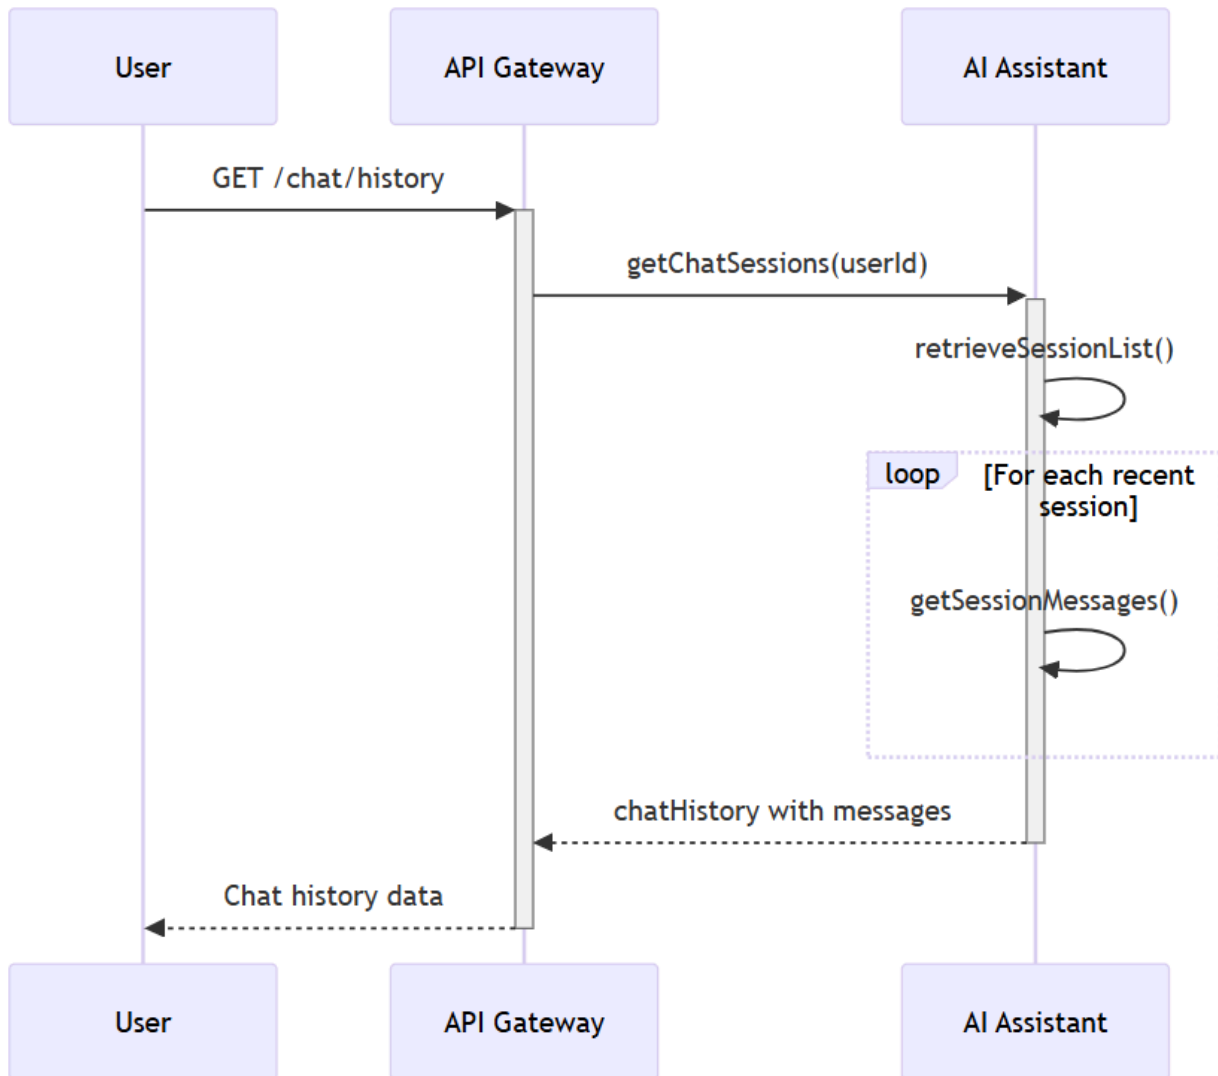 User
API Gateway
AI Assistant
GET /chat/history
getChatSessions(userId)
retrieveSessionList()
loop
[For each recent
session]
getSessionMessages()
chatHistory with messages
Chat history data
User
API Gateway
AI Assistant